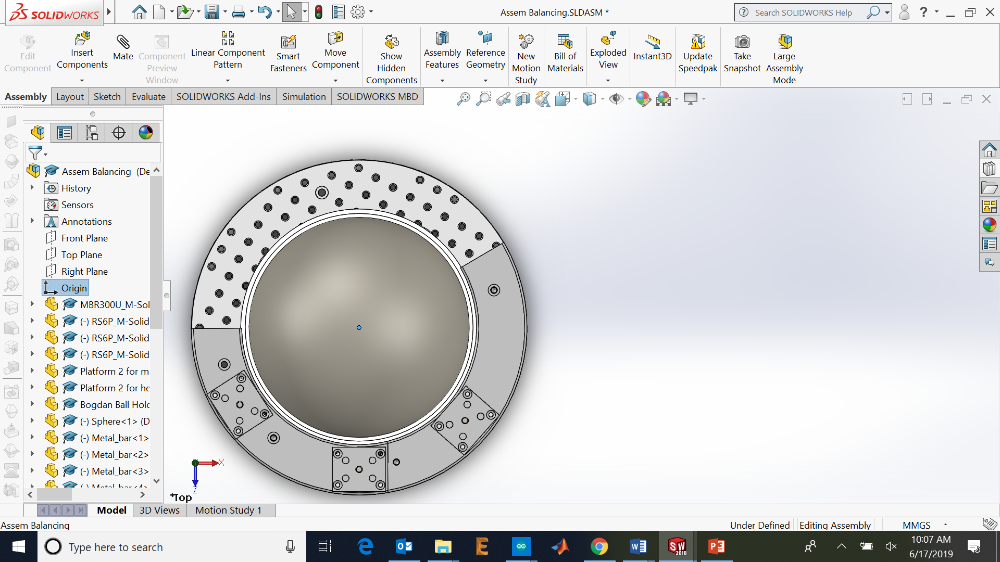 SOLIDWORKS
Assem Balancing.SLDASM *
Search SOLIDWORKS Help
?
Edit Component
Insert Components
Mate
Component Preview Window
Linear Component Pattern
Smart Fasteners
Move Component
Show Hidden Components
Assembly Features
Reference Geometry
New Motion Study
Bill of Materials
Exploded View
Instant3D
Update Speedpak
Take Snapshot
Large Assembly Mode
Assembly
Layout
Sketch
Evaluate
SOLIDWORKS Add-Ins
Simulation
SOLIDWORKS MBD
Assem Balancing (De
History
Sensors
Annotations
Front Plane
Top Plane
Right Plane
Origin
MBR300U_M-Sol
(-) RS6P_M-Solid
(-) RS6P_M-Solid
(-) RS6P_M-Solid
Platform 2 for m
Platform 2 for he
Bogdan Ball Hold
(-) Sphere<1> (D
(-) Metal_bar<1>
(-) Metal_bar<2>
(-) Metal_bar<3>
(-) Metal_bar<4>
X
Z
*Top
Model
3D Views
Motion Study 1
Assem Balancing
Under Defined
Editing Assembly
MMGS
Type here to search
SW
2018
10:07 AM
6/17/2019